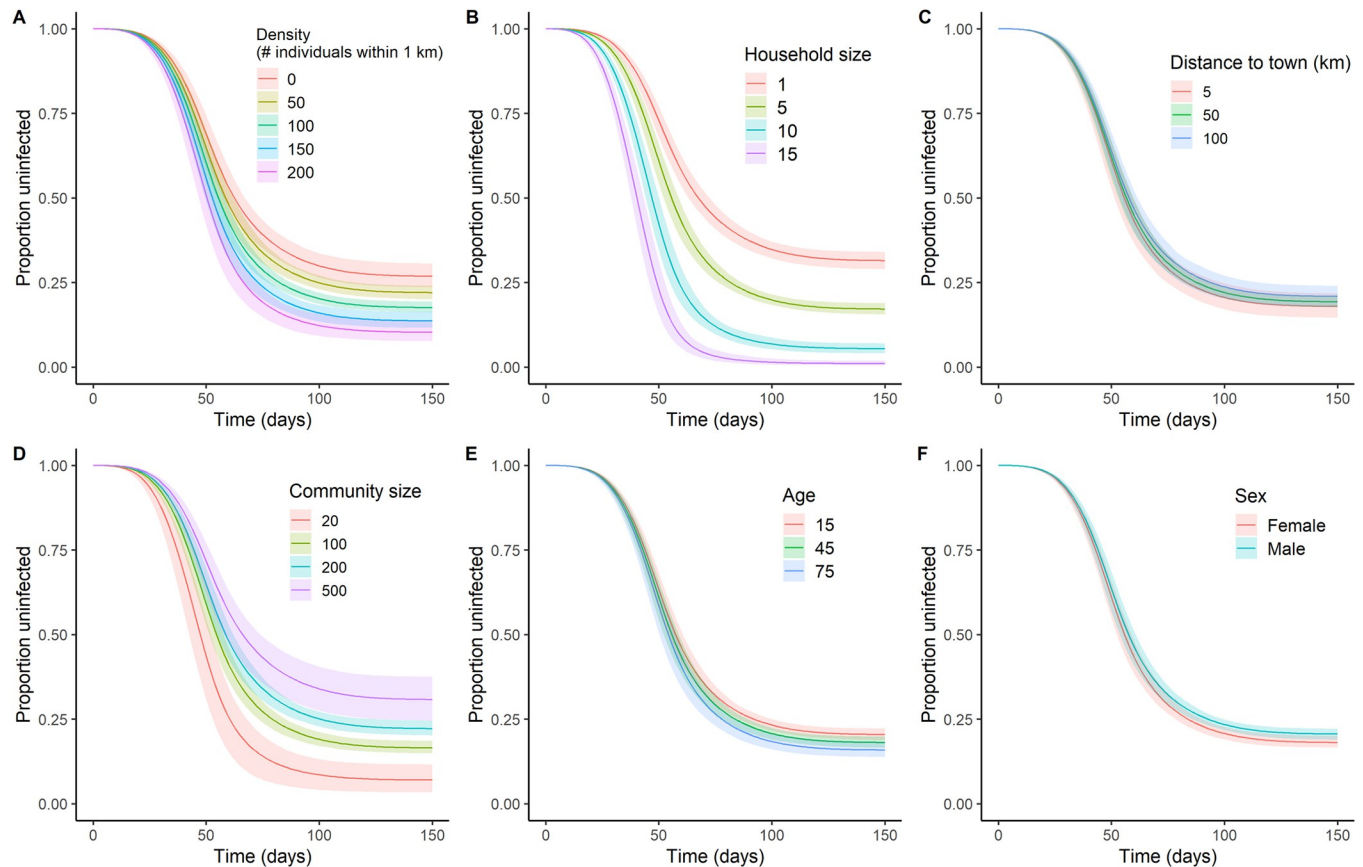 A
Proportion uninfected
1.00
0.75
0.50
0.25
0.00
Density
(# individuals within 1 km)
0
50
100
150
200
0 50 100 150
Time (days)
B
Proportion uninfected
1.00
0.75
0.50
0.25
0.00
Household size
1
5
10
15
0 50 100 150
Time (days)
C
Proportion uninfected
1.00
0.75
0.50
0.25
0.00
Distance to town (km)
5
50
100
0 50 100 150
Time (days)
D
Proportion uninfected
1.00
0.75
0.50
0.25
0.00
Community size
20
100
200
500
0 50 100 150
Time (days)
E
Proportion uninfected
1.00
0.75
0.50
0.25
0.00
Age
15
45
75
0 50 100 150
Time (days)
F
Proportion uninfected
1.00
0.75
0.50
0.25
0.00
Sex
Female
Male
0 50 100 150
Time (days)